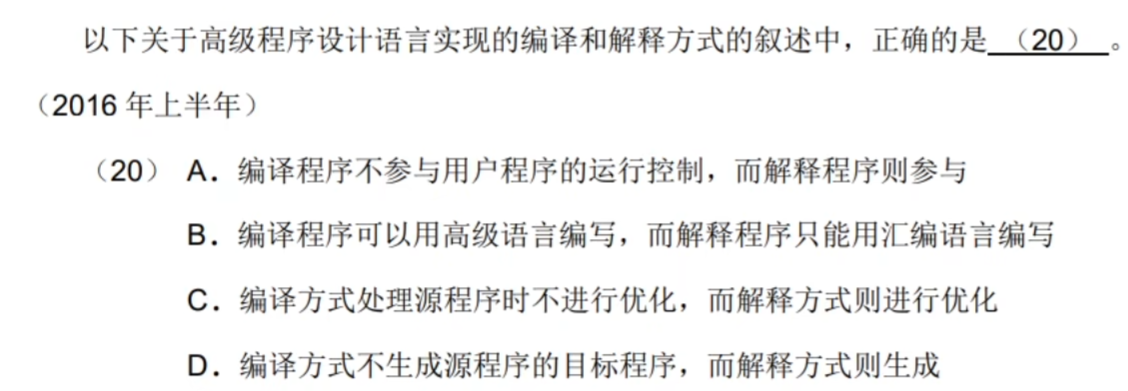 以下关于高级程序设计语言实现的编译和解释方式的叙述中，正确的是 （20） 。
（2016 年上半年）
（20） A．编译程序不参与用户程序的运行控制，而解释程序则参与
B．编译程序可以用高级语言编写，而解释程序只能用汇编语言编写
C．编译方式处理源程序时不进行优化，而解释方式则进行优化
D．编译方式不生成源程序的目标程序，而解释方式则生成